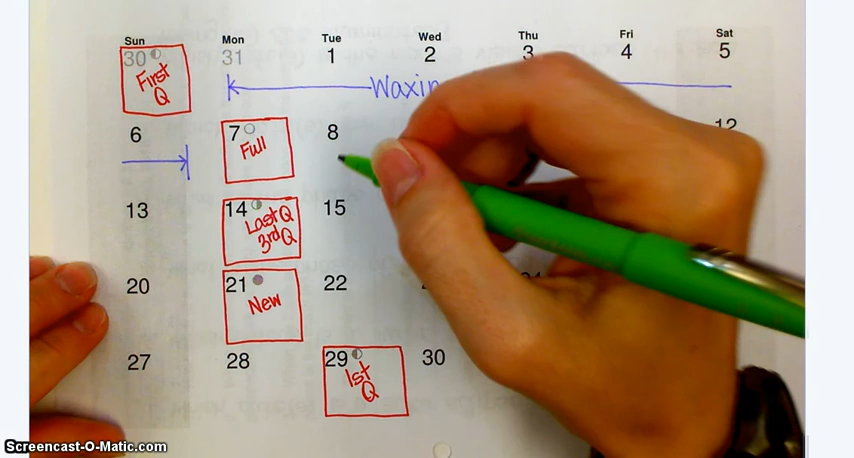 Sun Mon Tue Wed Thu Fri Sat
30 31 1 2 3 4 5
First
Q
Waxin
6 7 8 12
Full
13 14 15
Last Q
3rd Q
20 21 22
New
27 28 29 30
1st
Q
Screencast-O-Matic.com